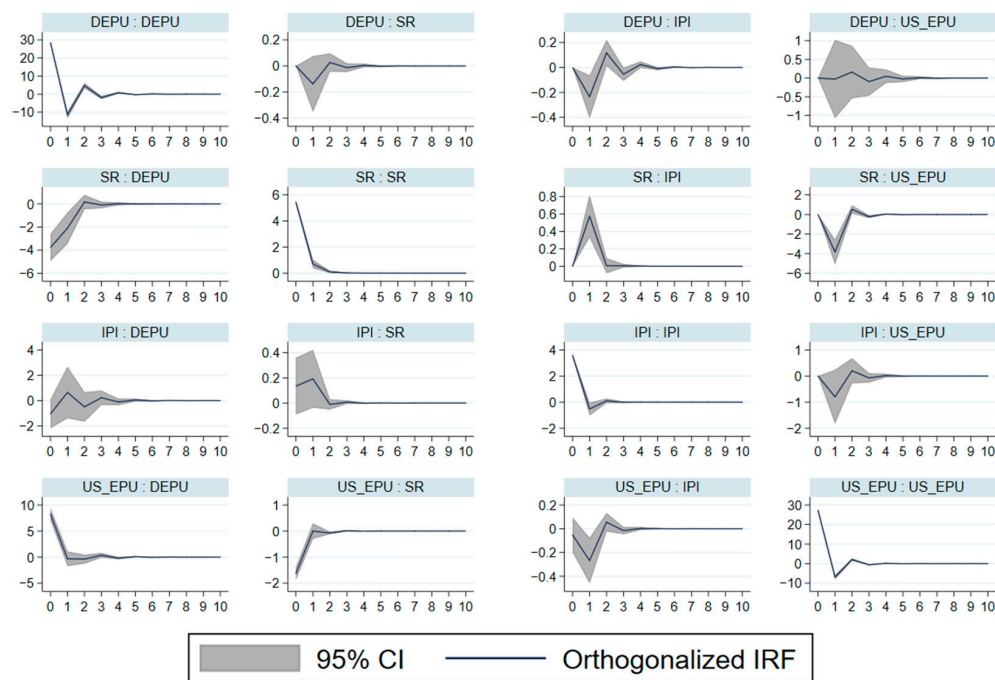 DEPU : DEPU
30
20
10
0
−10
0 1 2 3 4 5 6 7 8 9 10
DEPU : SR
0.2
0
−0.2
−0.4
0 1 2 3 4 5 6 7 8 9 10
DEPU : IPI
0.2
0
−0.2
−0.4
0 1 2 3 4 5 6 7 8 9 10
DEPU : US_EPU
1
0.5
0
−0.5
−1
0 1 2 3 4 5 6 7 8 9 10
SR : DEPU
0
−2
−4
−6
0 1 2 3 4 5 6 7 8 9 10
SR : SR
6
4
2
0
0 1 2 3 4 5 6 7 8 9 10
SR : IPI
0.8
0.6
0.4
0.2
0
0 1 2 3 4 5 6 7 8 9 10
SR : US_EPU
2
0
−2
−4
−6
0 1 2 3 4 5 6 7 8 9 10
IPI : DEPU
4
2
0
−2
0 1 2 3 4 5 6 7 8 9 10
IPI : SR
0.4
0.2
0
−0.2
0 1 2 3 4 5 6 7 8 9 10
IPI : IPI
4
2
0
−2
0 1 2 3 4 5 6 7 8 9 10
IPI : US_EPU
1
0
−1
−2
0 1 2 3 4 5 6 7 8 9 10
US_EPU : DEPU
10
5
0
−5
0 1 2 3 4 5 6 7 8 9 10
US_EPU : SR
1
0
−1
−2
0 1 2 3 4 5 6 7 8 9 10
US_EPU : IPI
0.2
0
−0.2
−0.4
0 1 2 3 4 5 6 7 8 9 10
US_EPU : US_EPU
30
20
10
0
−10
0 1 2 3 4 5 6 7 8 9 10
95% CI Orthogonalized IRF